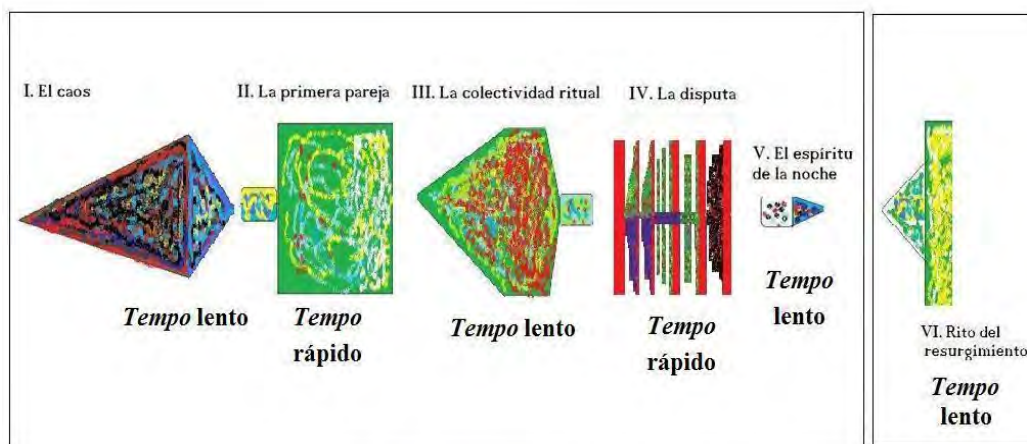 I. El caos
II. La primera pareja
III. La colectividad ritual
IV. La disputa
V. El espíritu
de la noche
Tempo lento
Tempo
rápido
Tempo lento
Tempo
rápido
Tempo
lento
VI. Rito del
resurgimiento
Tempo
lento